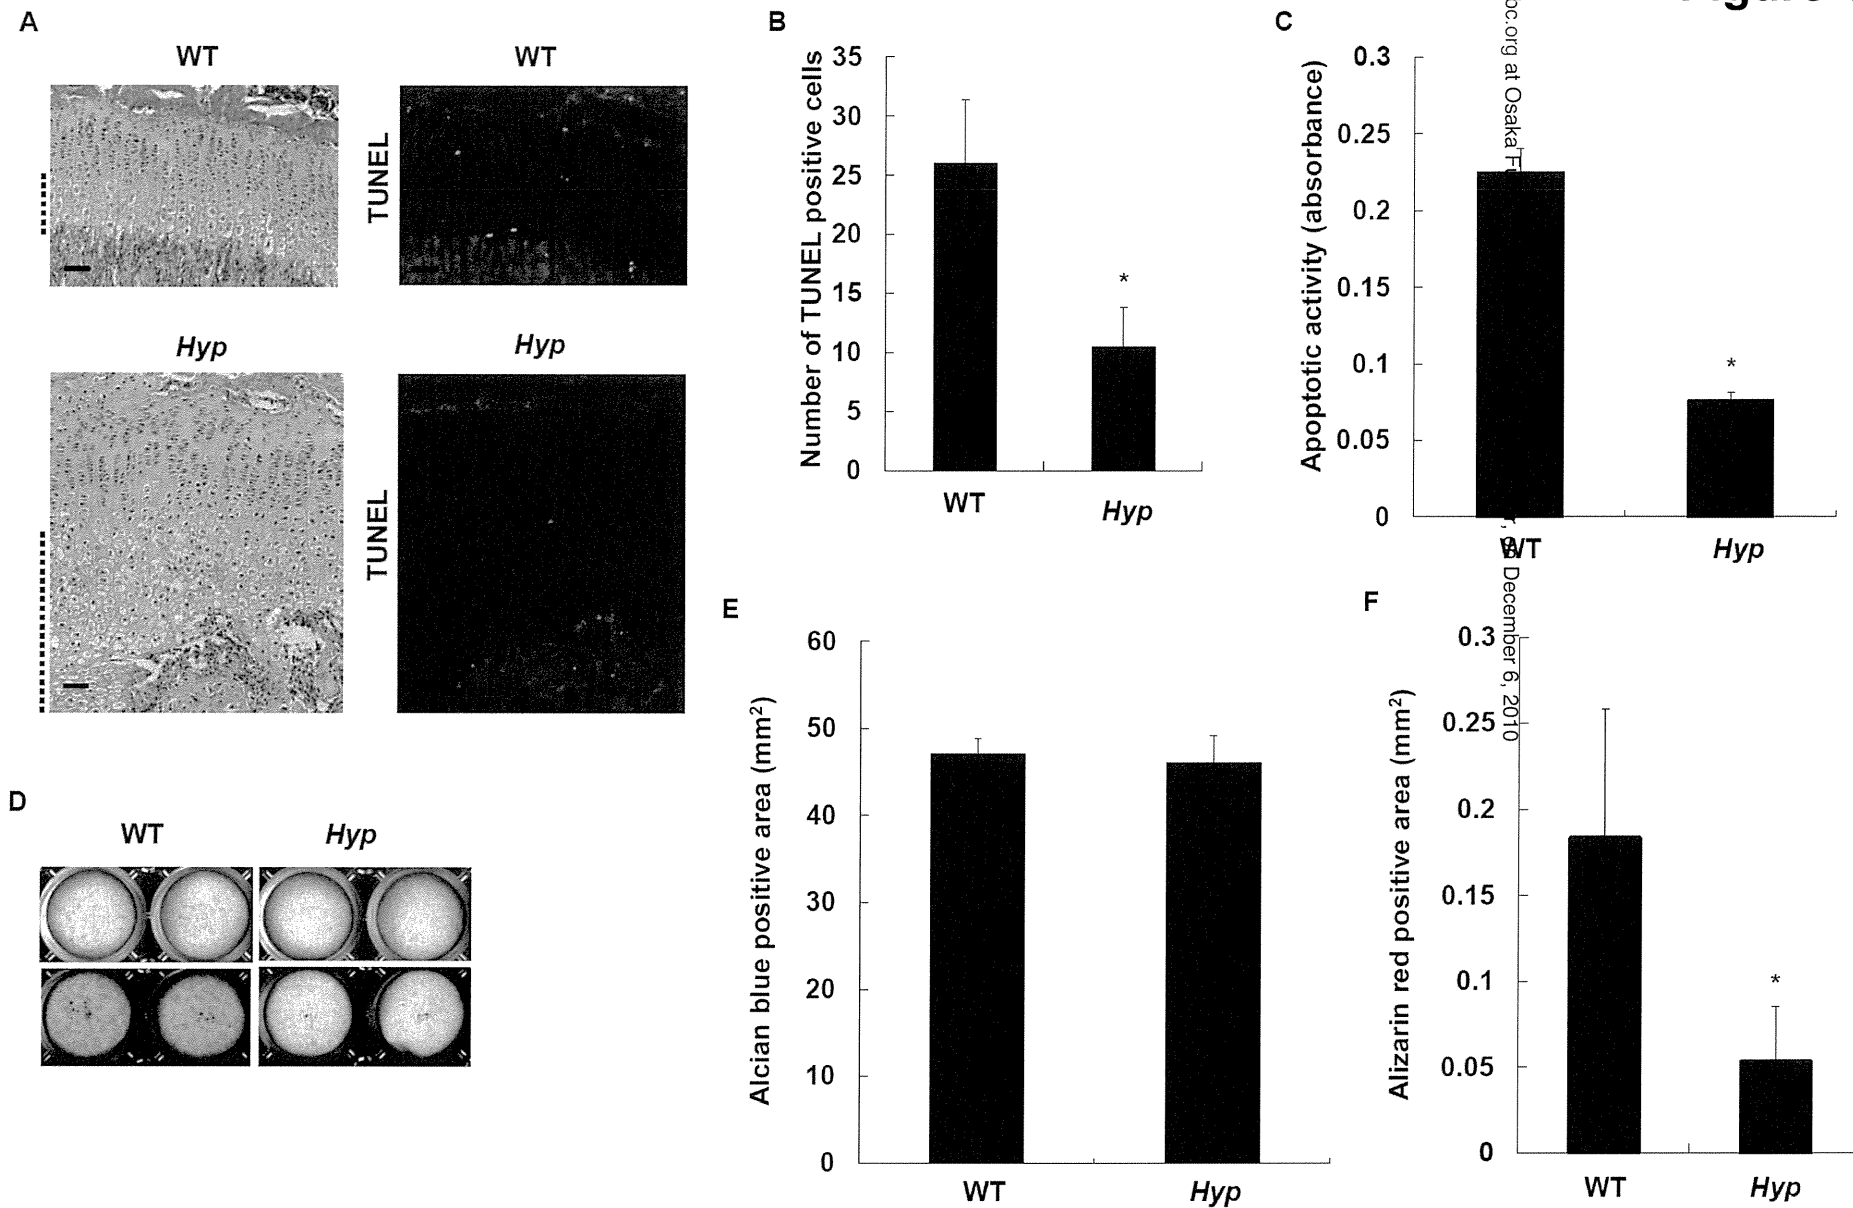 A
WT
WT
TUNEL
Hyp
Hyp
TUNEL
B
Number of TUNEL positive cells
35
30
25
20
15
10
5
0
*
WT
Hyp
C
Apoptotic activity (absorbance)
0.3
0.25
0.2
0.15
0.1
0.05
0
*
WT
Hyp
bc.org at Osaka
December 6, 2010
D
WT
Hyp
E
Alcian blue positive area (mm²)
60
50
40
30
20
10
0
WT
Hyp
F
Alizarin red positive area (mm²)
0.3
0.25
0.2
0.15
0.1
0.05
0
*
WT
Hyp